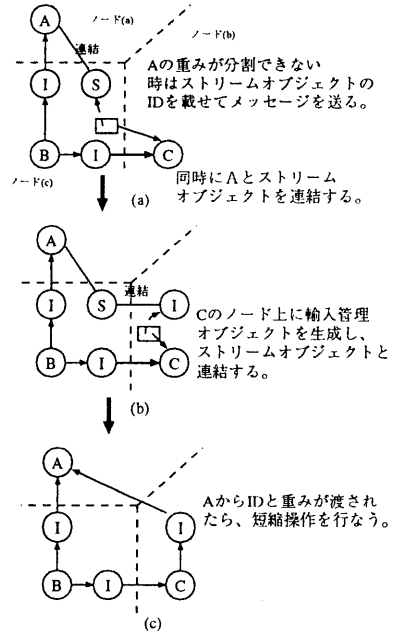 A
ノード(a)
ノード(b)
連結
Aの重みが分割できない
時はストリームオブジェクトの
IDを載せてメッセージを送る。
I
S
B
I
C
ノード(c)
同時にAとストリーム
オブジェクトを連結する。
(a)
A
連結
I
S
I
Cのノード上に輸入管理
オブジェクトを生成し、
ストリームオブジェクトと
連結する。
B
I
C
(b)
A
AからIDと重みが渡され
たら、短縮操作を行なう。
I
I
B
I
C
(c)